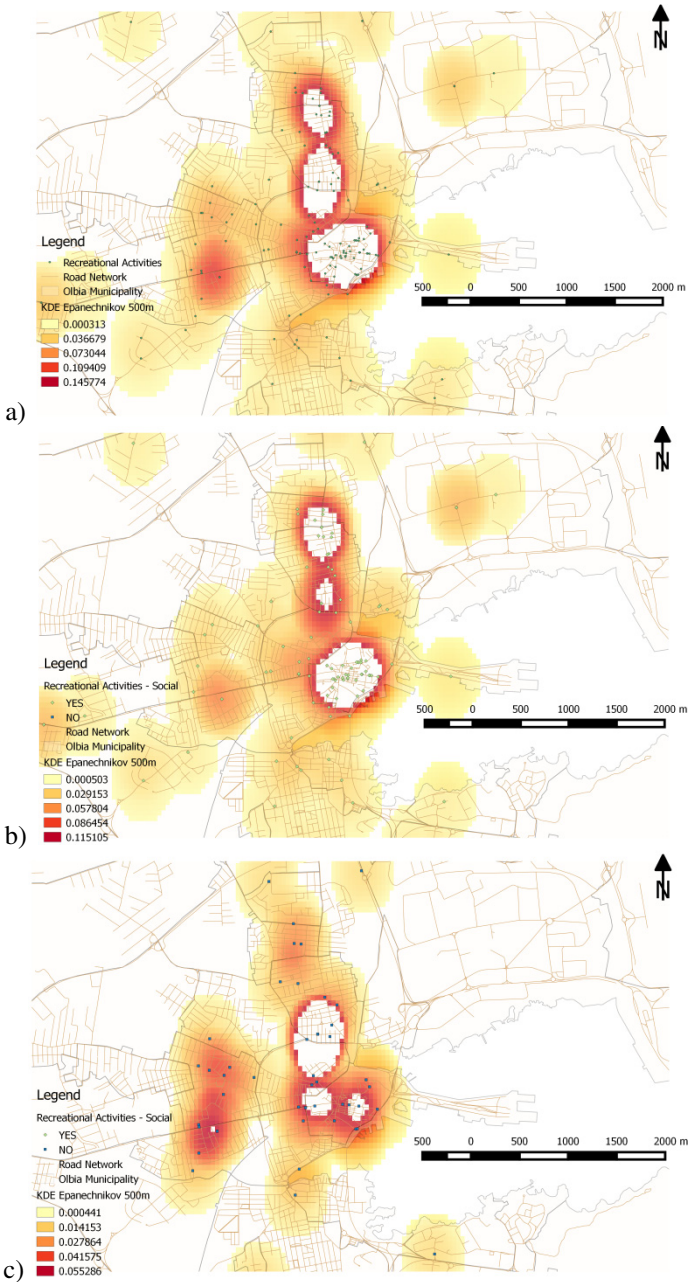 N
Legend
Recreational Activities
Road Network
Olbia Municipality
KDE Epanechnikov 500m
0.000313
0.036679
0.073044
0.109409
0.145774
500 0 500 1000 1500 2000 m
a)
N
Legend
Recreational Activities - Social
YES
NO
Road Network
Olbia Municipality
KDE Epanechnikov 500m
0.000503
0.029153
0.057804
0.086454
0.115105
500 0 500 1000 1500 2000 m
b)
N
Legend
Recreational Activities - Social
YES
NO
Road Network
Olbia Municipality
KDE Epanechnikov 500m
0.000441
0.014153
0.027864
0.041575
0.055286
500 0 500 1000 1500 2000 m
c)